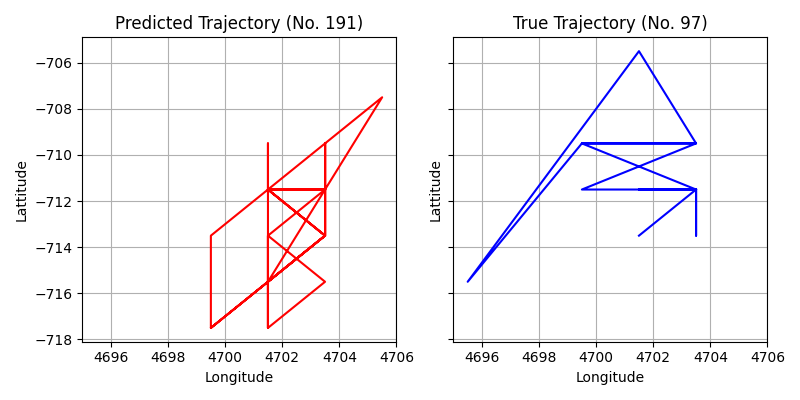 Predicted Trajectory (No. 191)
True Trajectory (No. 97)
Lattitude
−706
−708
−710
−712
−714
−716
−718
4696 4698 4700 4702 4704 4706
Longitude
Lattitude
4696 4698 4700 4702 4704 4706
Longitude